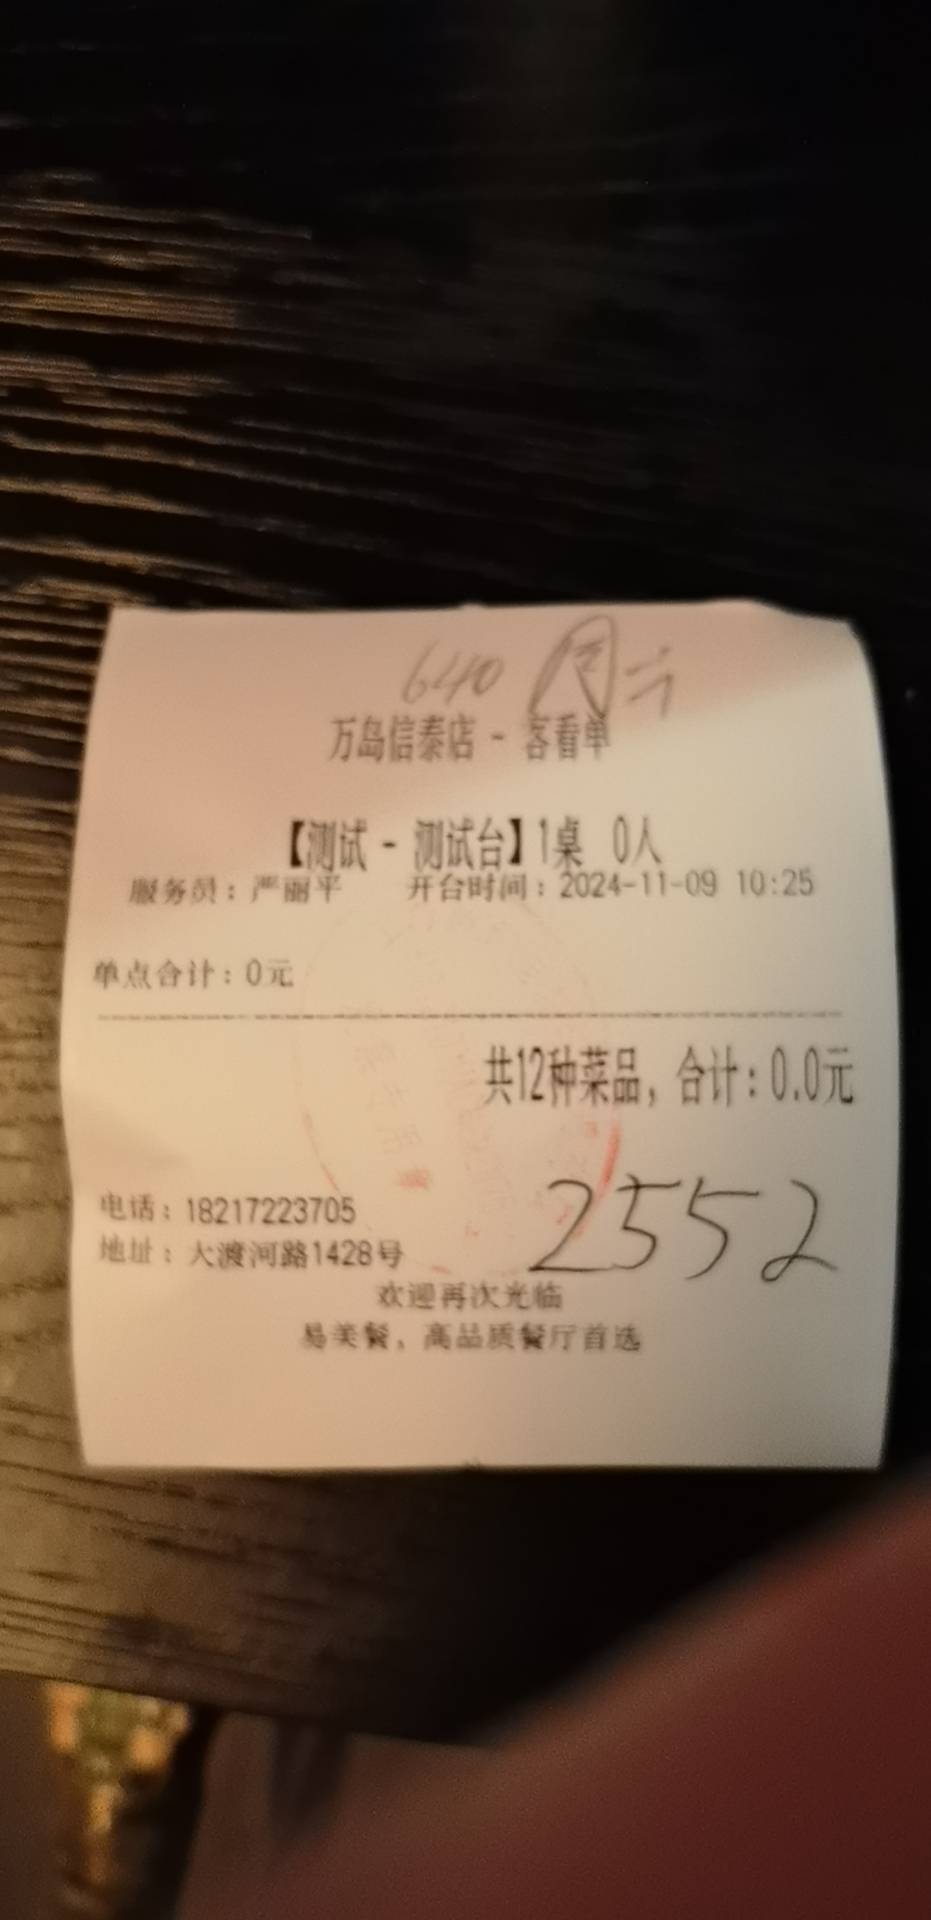 640 周六
万岛信泰店 - 客看单
【测试 - 测试台】1桌 0人
服务员：严丽平 开台时间：2024-11-09 10:25
单点合计：0元
共12种菜品，合计：0.0元
2552
电话：18217223705
地址：大渡河路1428号
欢迎再次光临
易美餐，高品质餐厅首选